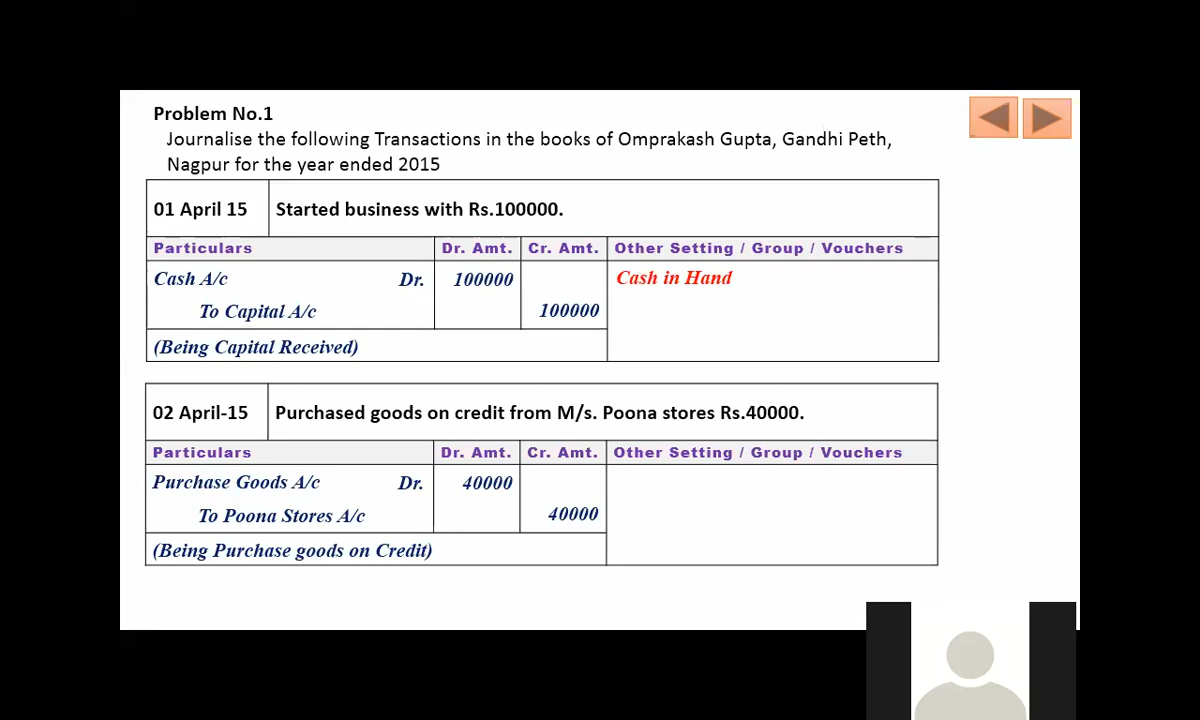 Problem No.1
Journalise the following Transactions in the books of Omprakash Gupta, Gandhi Peth,
Nagpur for the year ended 2015
01 April 15 Started business with Rs.100000.
Particulars Dr. Amt. Cr. Amt. Other Setting / Group / Vouchers
Cash A/c Dr. 100000 Cash in Hand
To Capital A/c 100000
(Being Capital Received)
02 April-15 Purchased goods on credit from M/s. Poona stores Rs.40000.
Particulars Dr. Amt. Cr. Amt. Other Setting / Group / Vouchers
Purchase Goods A/c Dr. 40000
To Poona Stores A/c 40000
(Being Purchase goods on Credit)